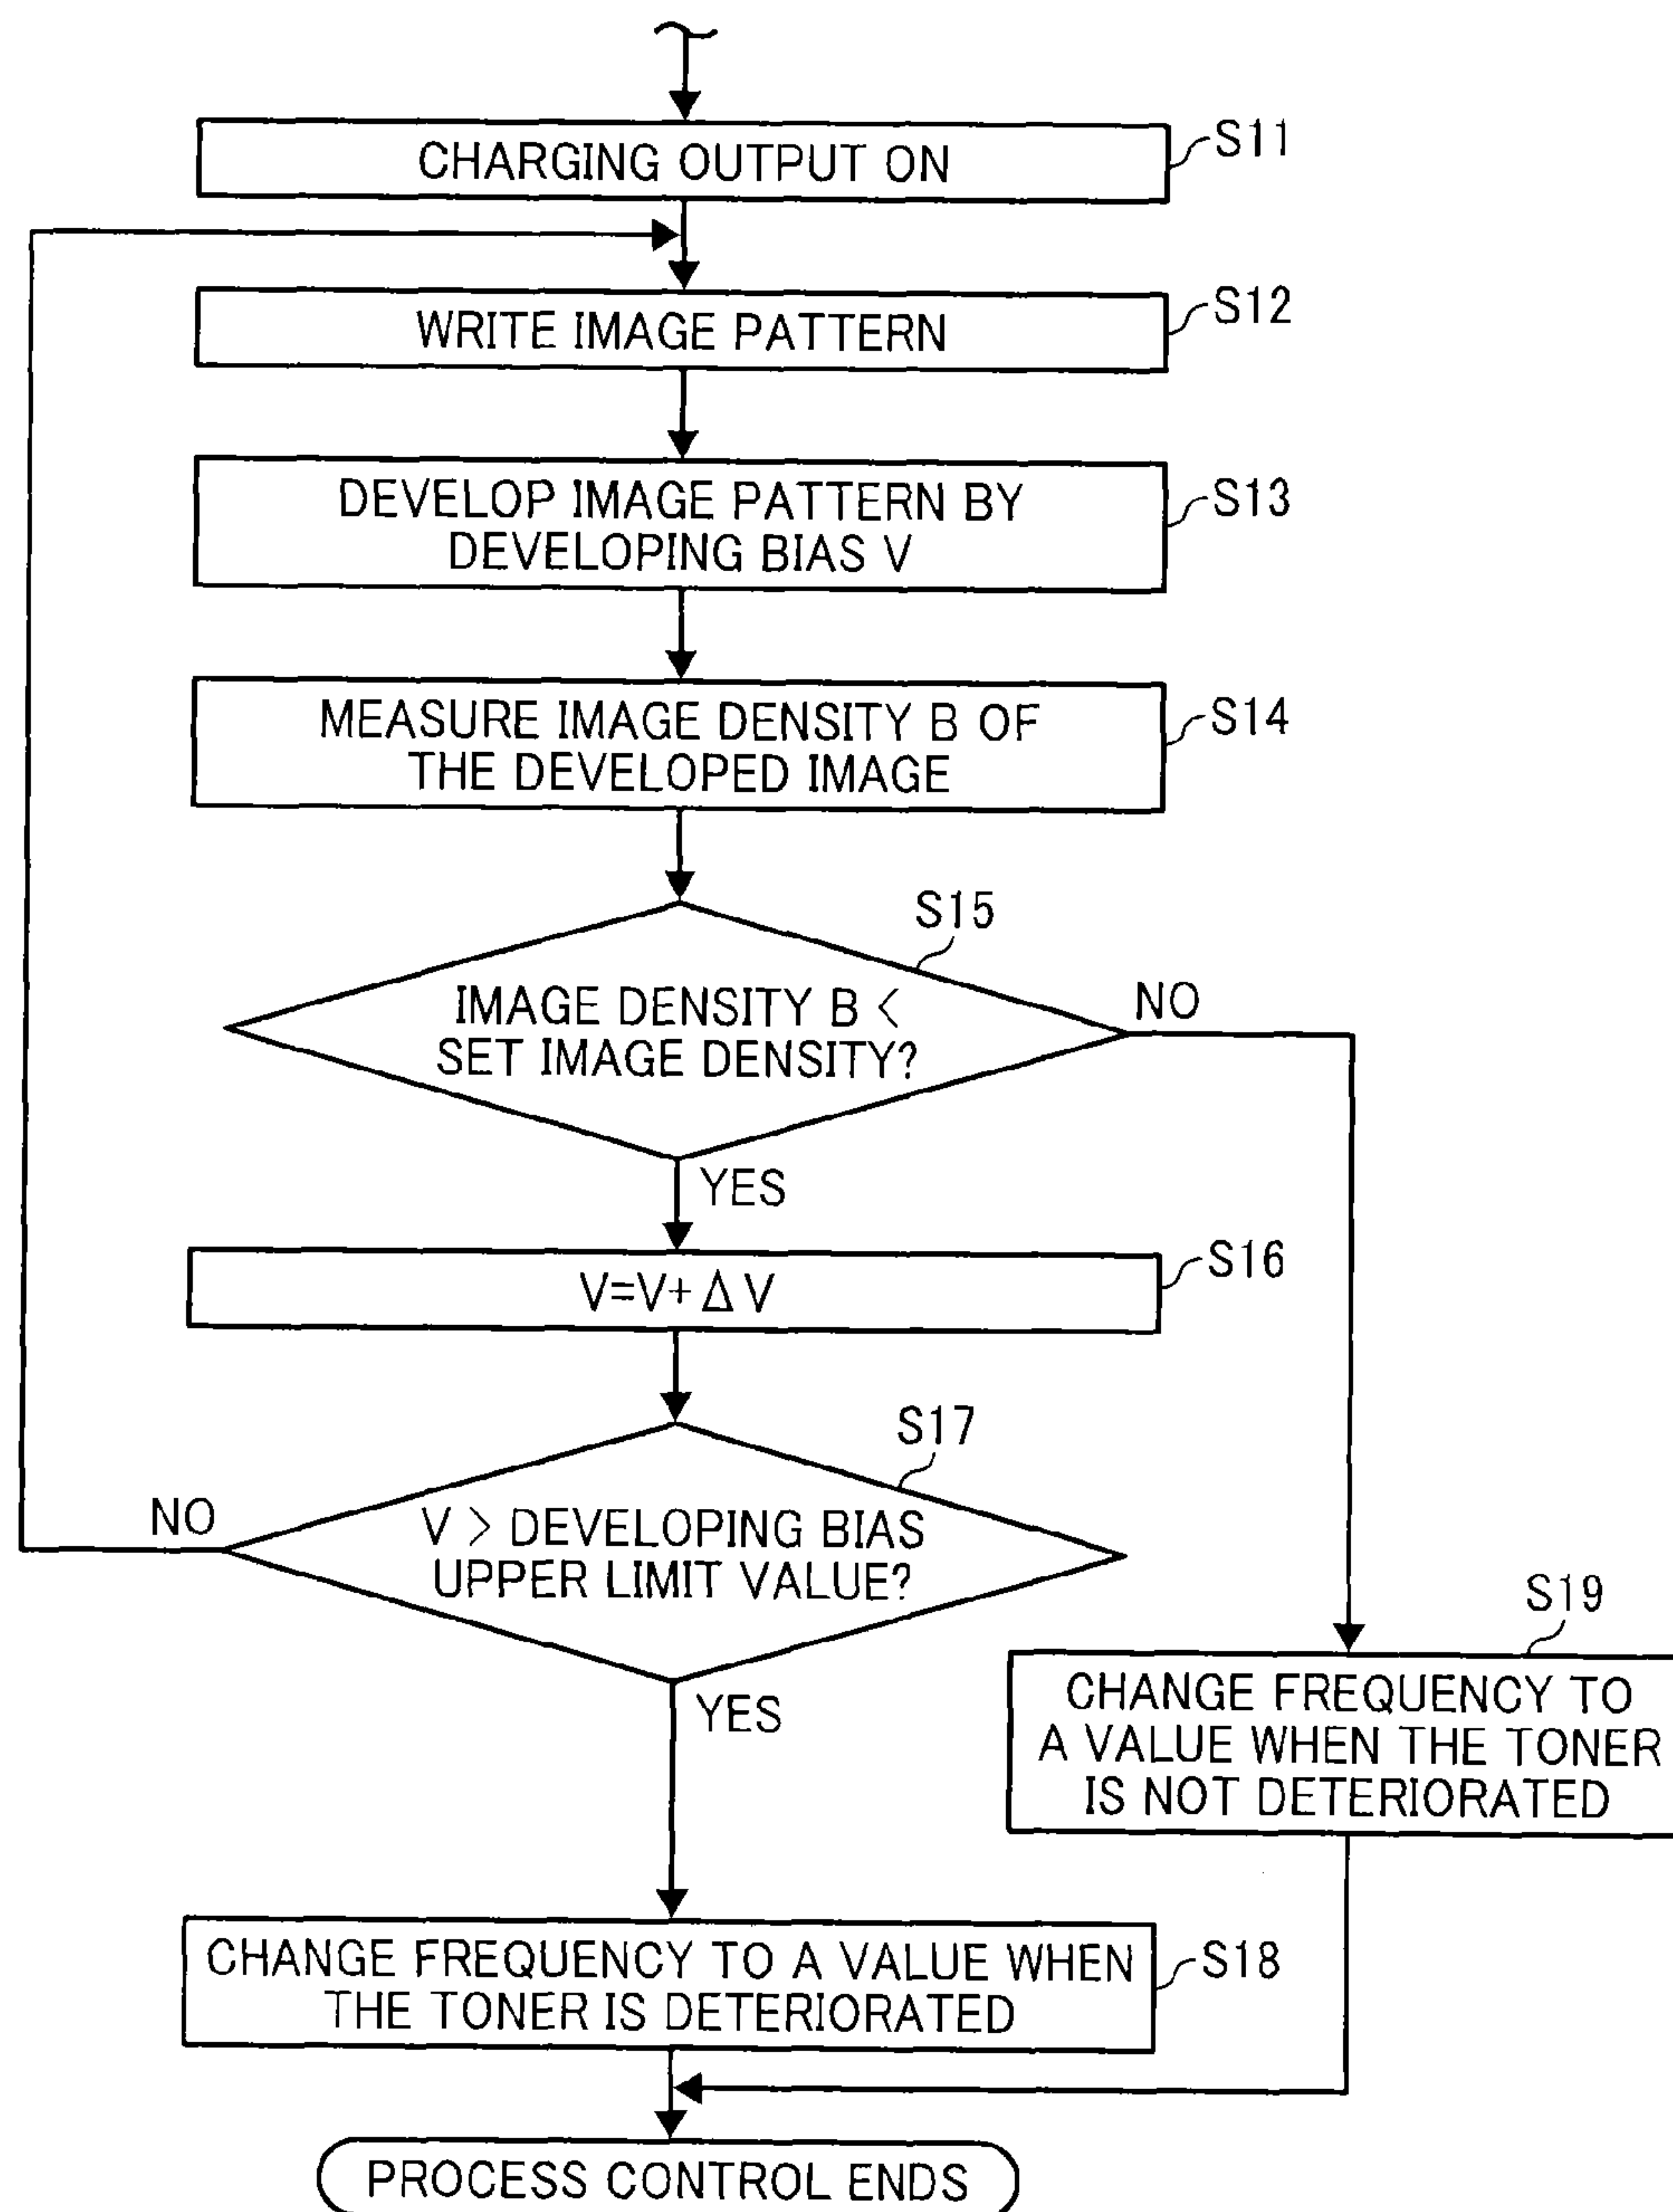 CHARGING OUTPUT ON
S11
WRITE IMAGE PATTERN
S12
DEVELOP IMAGE PATTERN BY
DEVELOPING BIAS V
S13
MEASURE IMAGE DENSITY B OF
THE DEVELOPED IMAGE
S14
S15
IMAGE DENSITY B <
SET IMAGE DENSITY?
NO
YES
V=V+ Δ V
S16
S17
V > DEVELOPING BIAS
UPPER LIMIT VALUE?
NO
YES
S19
CHANGE FREQUENCY TO
A VALUE WHEN THE TONER
IS NOT DETERIORATED
CHANGE FREQUENCY TO A VALUE WHEN
THE TONER IS DETERIORATED
S18
PROCESS CONTROL ENDS